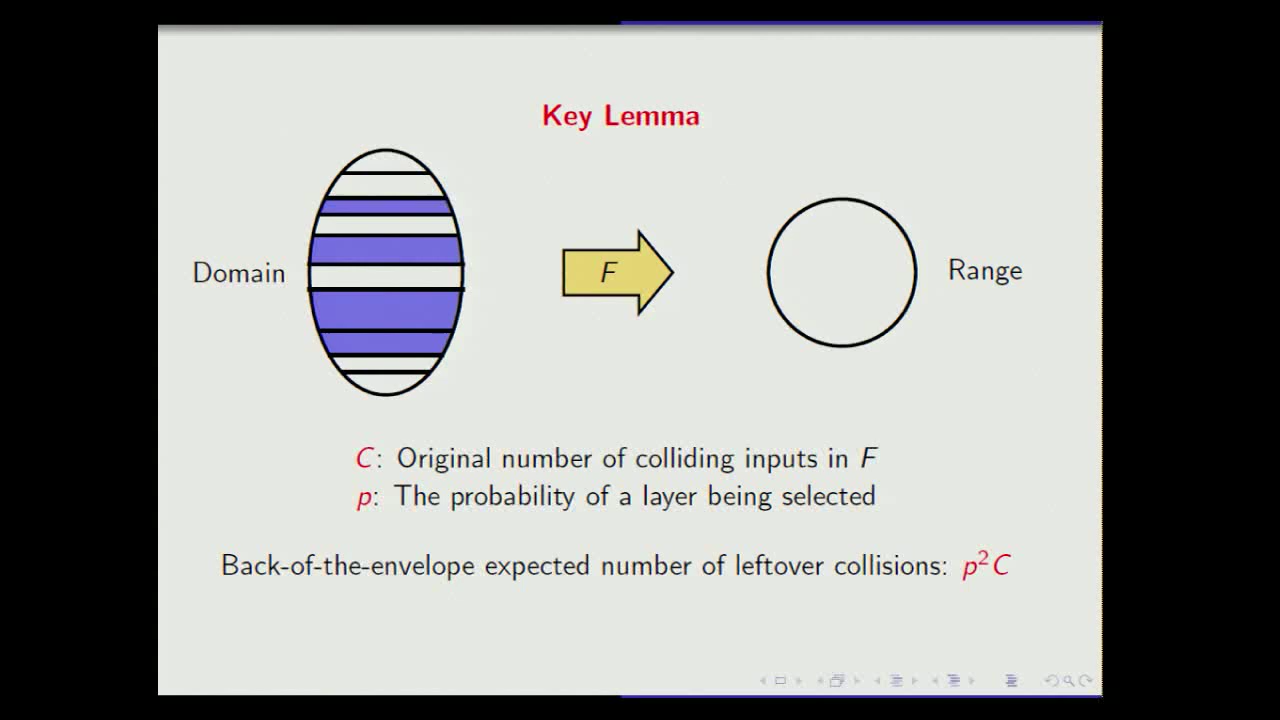 Key Lemma
Domain
F
Range
C: Original number of colliding inputs in F
p: The probability of a layer being selected
Back-of-the-envelope expected number of leftover collisions: p²C